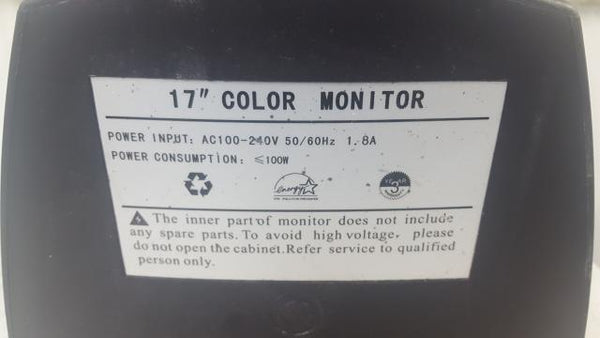 17" COLOR MONITOR
POWER INPUT: AC100-240V 50/60Hz 1.8A
POWER CONSUMPTION: ≤100W
energy
3
The inner part of monitor does not include
any spare parts. To avoid high voltage, please
do not open the cabinet. Refer service to qualified
person only.